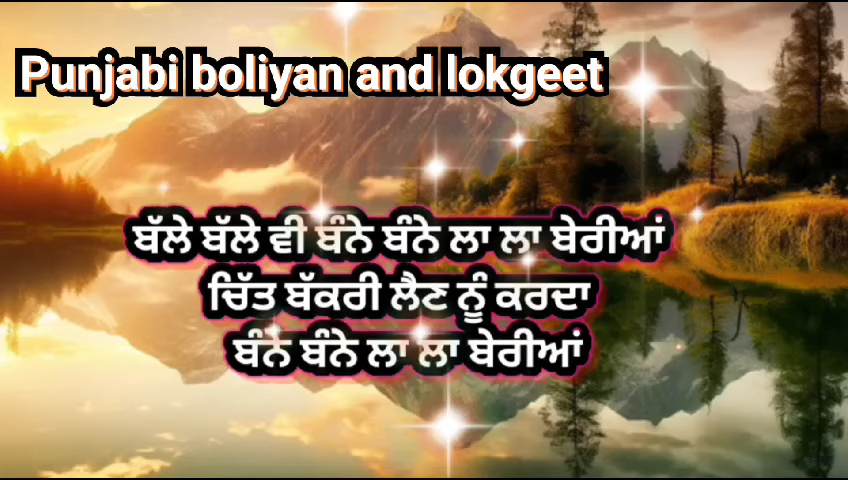 Punjabi boliyan and lokgeet
ਬੱਲੇ ਬੱਲੇ ਵੀ ਬੰਨੇ ਬੰਨੇ ਲਾ ਲਾ ਬੇਰੀਆਂ
ਚਿੱਤ ਬੱਕਰੀ ਲੈਣ ਨੂੰ ਕਰਦਾ
ਬੰਨੇ ਬੰਨੇ ਲਾ ਲਾ ਬੇਰੀਆਂ